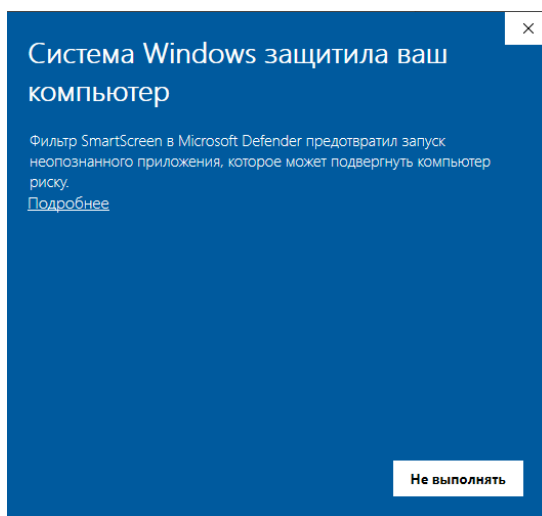 Система Windows защитила ваш
компьютер
Фильтр SmartScreen в Microsoft Defender предотвратил запуск
неопознанного приложения, которое может подвергнуть компьютер
риску.
Подробнее
Не выполнять